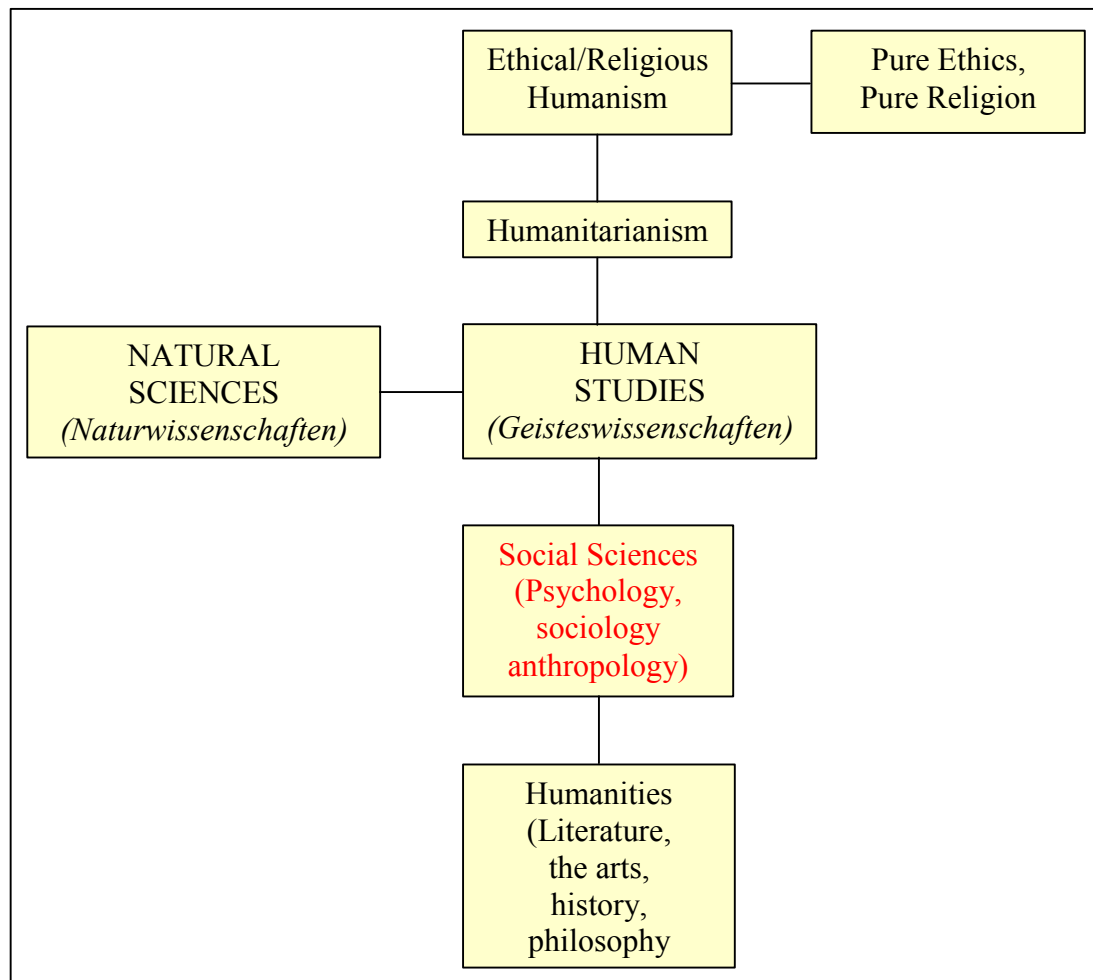 Ethical/Religious
Humanism
Pure Ethics,
Pure Religion
Humanitarianism
NATURAL
SCIENCES
(Naturwissenschaften)
HUMAN
STUDIES
(Geisteswissenschaften)
Social Sciences
(Psychology,
sociology
anthropology)
Humanities
(Literature,
the arts,
history,
philosophy